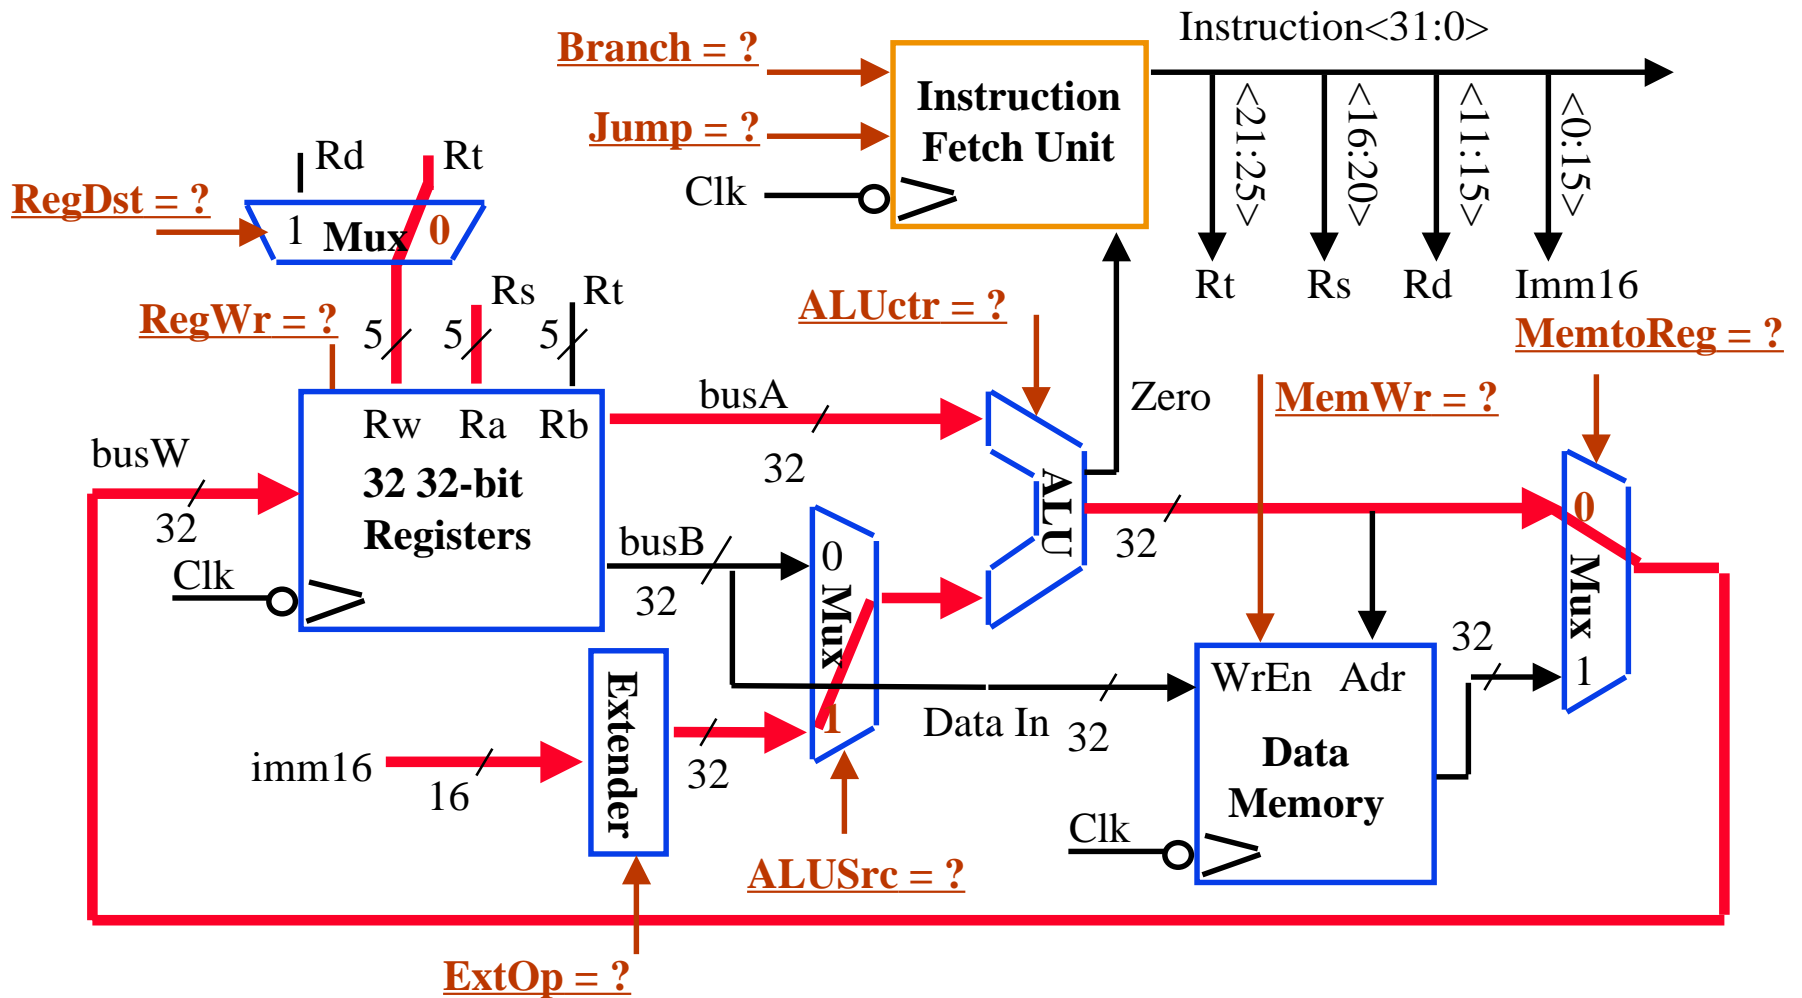 Instruction<31:0>
Branch = ?
Instruction
Fetch Unit
Jump = ?
Clk
<21:25>
<16:20>
<11:15>
<0:15>
Rt
Rs
Rd
Imm16
Rd
Rt
RegDst = ?
1
Mux
0
Rs
Rt
RegWr = ?
5
5
5
ALUctr = ?
MemtoReg = ?
Zero
MemWr = ?
busA
32
Rw
Ra
Rb
32 32-bit
Registers
busW
32
Clk
busB
32
0
Mux
1
ALU
32
0
Mux
1
32
WrEn
Adr
Data
Memory
Clk
Data In
32
imm16
16
Extender
32
ALUSrc = ?
ExtOp = ?